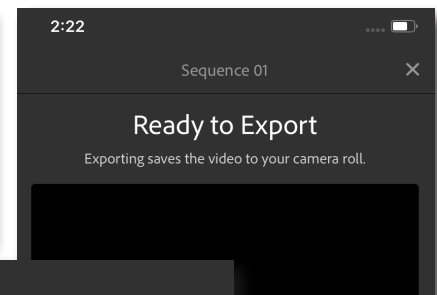 2:22
Sequence 01
Ready to Export
Exporting saves the video to your camera roll.